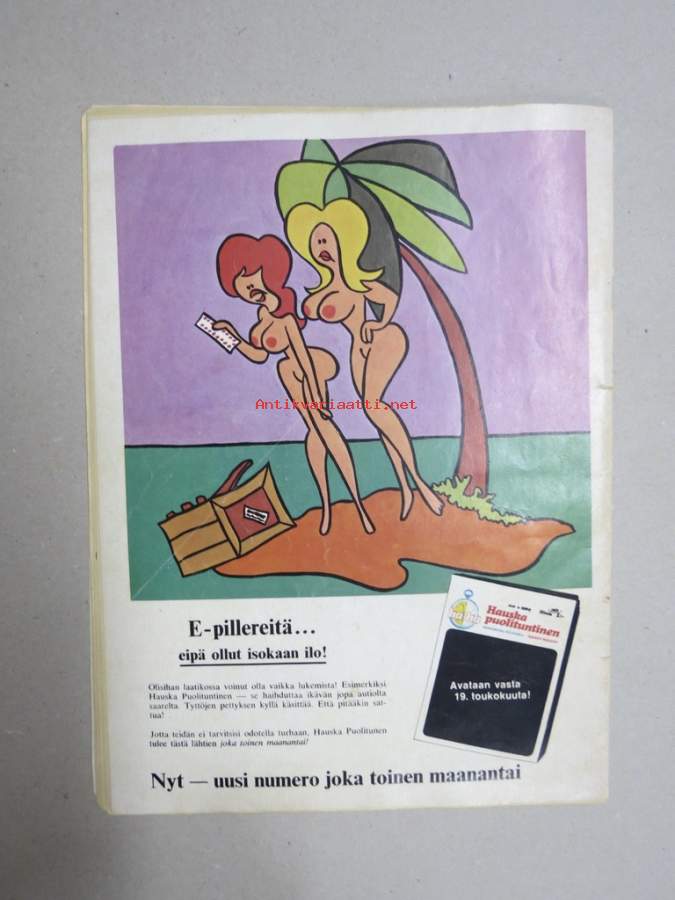 Antikvariaatti.net
E-pillereitä...
eipä ollut isokaan ilo!
Olisihan laatikossa voinut olla vaikka lukemista! Esimerkiksi
Hauska Puolituntinen — se haihduttaa ikävän jopa autiolta
saarelta. Tyttöjen pettyksen kyllä käsittää. Että pitääkin sat-
tua!
Jotta teidän ei tarvitsisi odotella turhaan, Hauska Puolitunen
tulee tästä lähtien joka toinen maanantai!
Hauska
puolituntinen
Avataan vasta
19. toukokuuta!
Nyt — uusi numero joka toinen maanantai